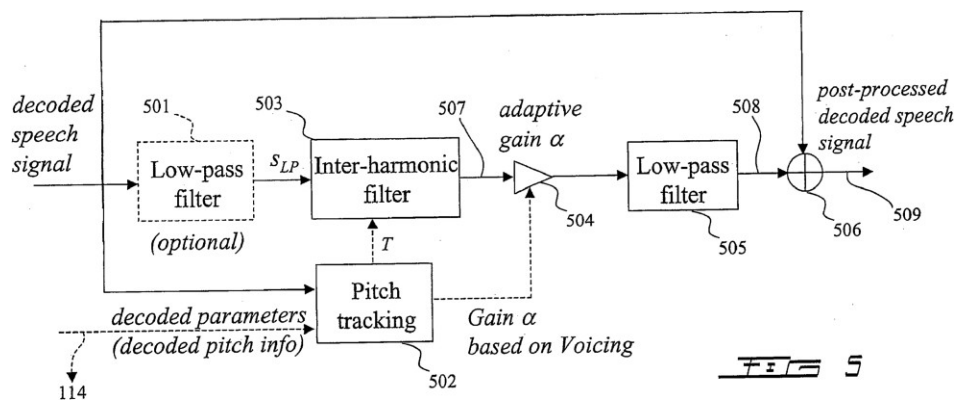 decoded
speech
signal
501
Low-pass
filter
(optional)
sLP
503
Inter-harmonic
filter
507
adaptive
gain α
504
Low-pass
filter
505
508
post-processed
decoded speech
signal
506
509
T
Pitch
tracking
502
decoded parameters
(decoded pitch info)
114
Gain α
based on Voicing
FIG 5